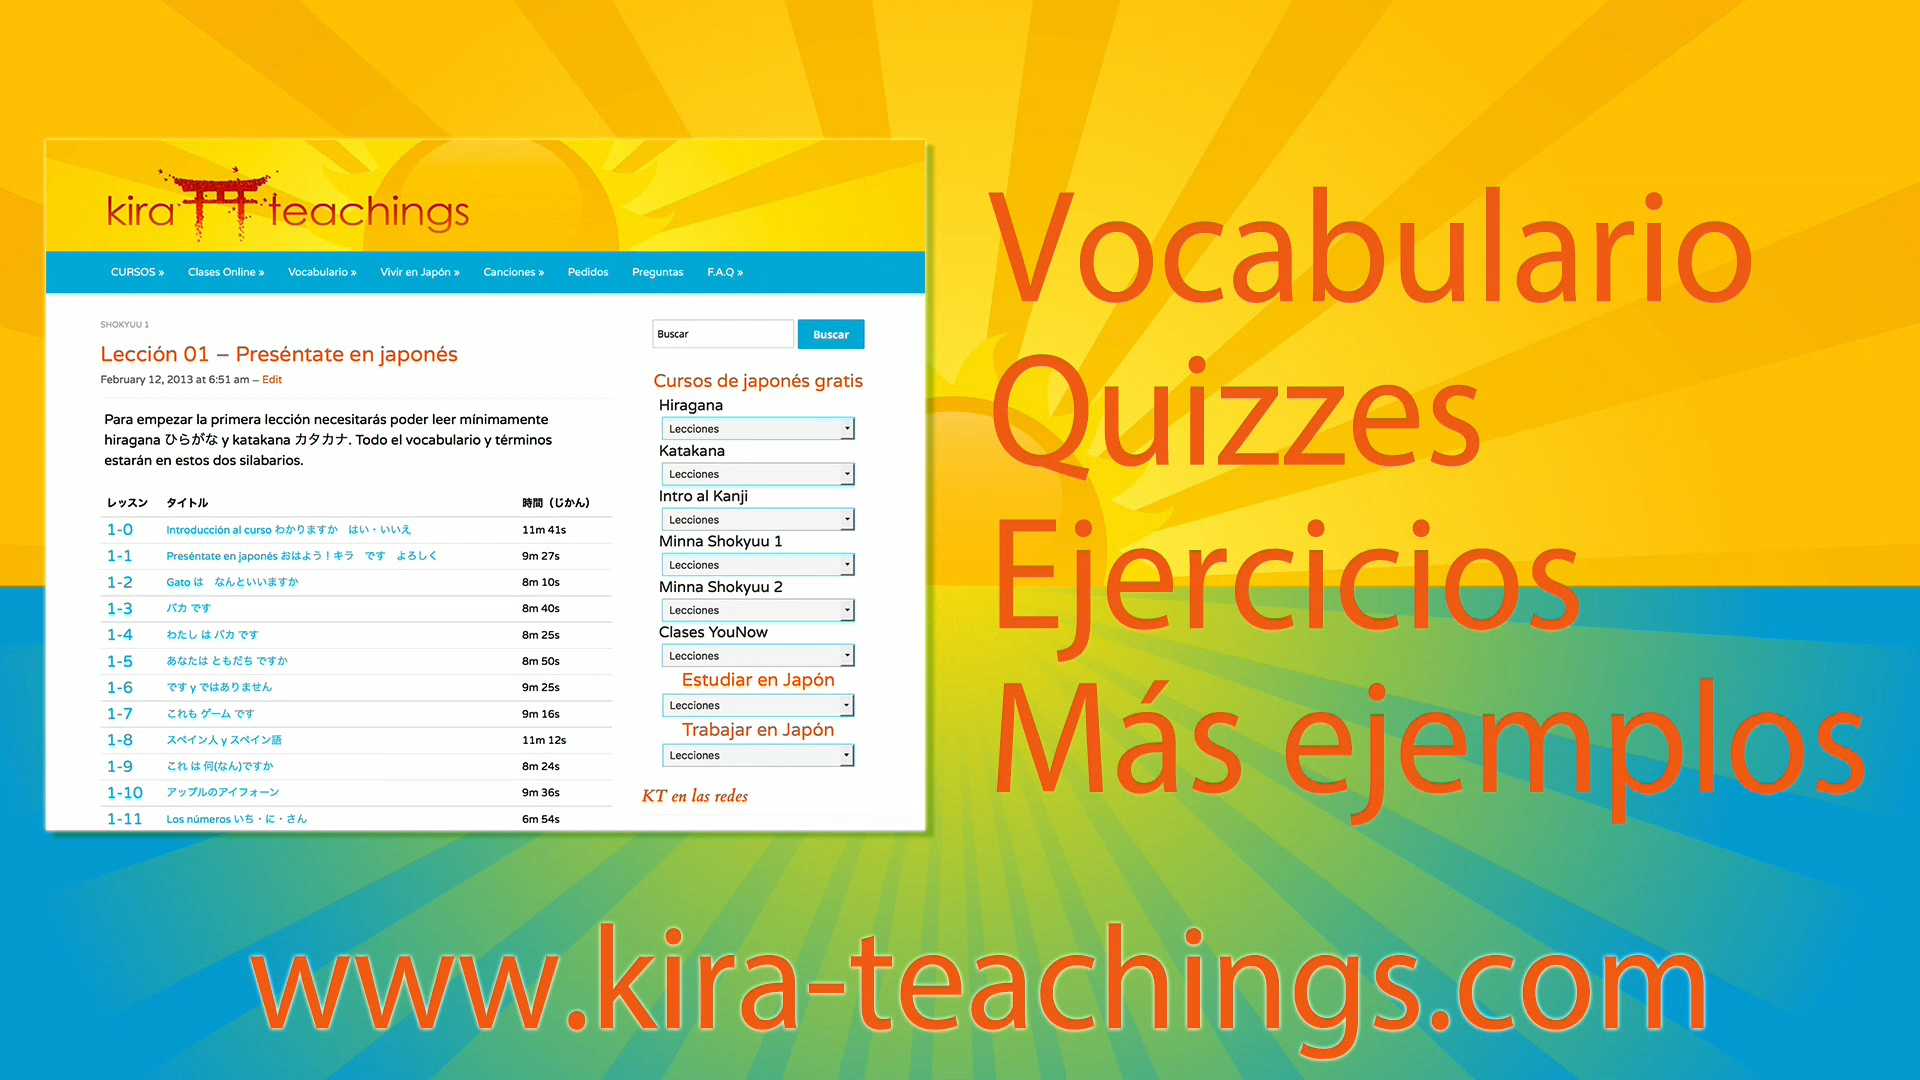 kira teachings
CURSOS » Clases Online » Vocabulario » Vivir en Japón » Canciones » Pedidos Preguntas F.A.Q »
SHOKYUU 1
Lección 01 – Preséntate en japonés
February 12, 2013 at 6:51 am – Edit
Para empezar la primera lección necesitarás poder leer mínimamente
hiragana ひらがな y katakana カタカナ. Todo el vocabulario y términos
estarán en estos dos silabarios.
レッスン タイトル 時間（じかん）
1-0 Introducción al curso わかりますか　はい・いいえ 11m 41s
1-1 Preséntate en japonés おはよう！キラ　です　よろしく 9m 27s
1-2 Gato は　なんといいますか 8m 10s
1-3 バカ です 8m 40s
1-4 わたし は バカ です 8m 25s
1-5 あなたは ともだち ですか 8m 50s
1-6 です y ではありません 9m 25s
1-7 これも ゲーム です 9m 16s
1-8 スペイン人 y スペイン語 11m 12s
1-9 これ は 何(なん)ですか 8m 24s
1-10 アップルのアイフォーン 9m 36s
1-11 Los números いち・に・さん 6m 54s
Buscar Buscar
Cursos de japonés gratis
Hiragana
Lecciones
Katakana
Lecciones
Intro al Kanji
Lecciones
Minna Shokyuu 1
Lecciones
Minna Shokyuu 2
Lecciones
Clases YouNow
Lecciones
Estudiar en Japón
Lecciones
Trabajar en Japón
Lecciones
KT en las redes
Vocabulario
Quizzes
Ejercicios
Más ejemplos
www.kira-teachings.com